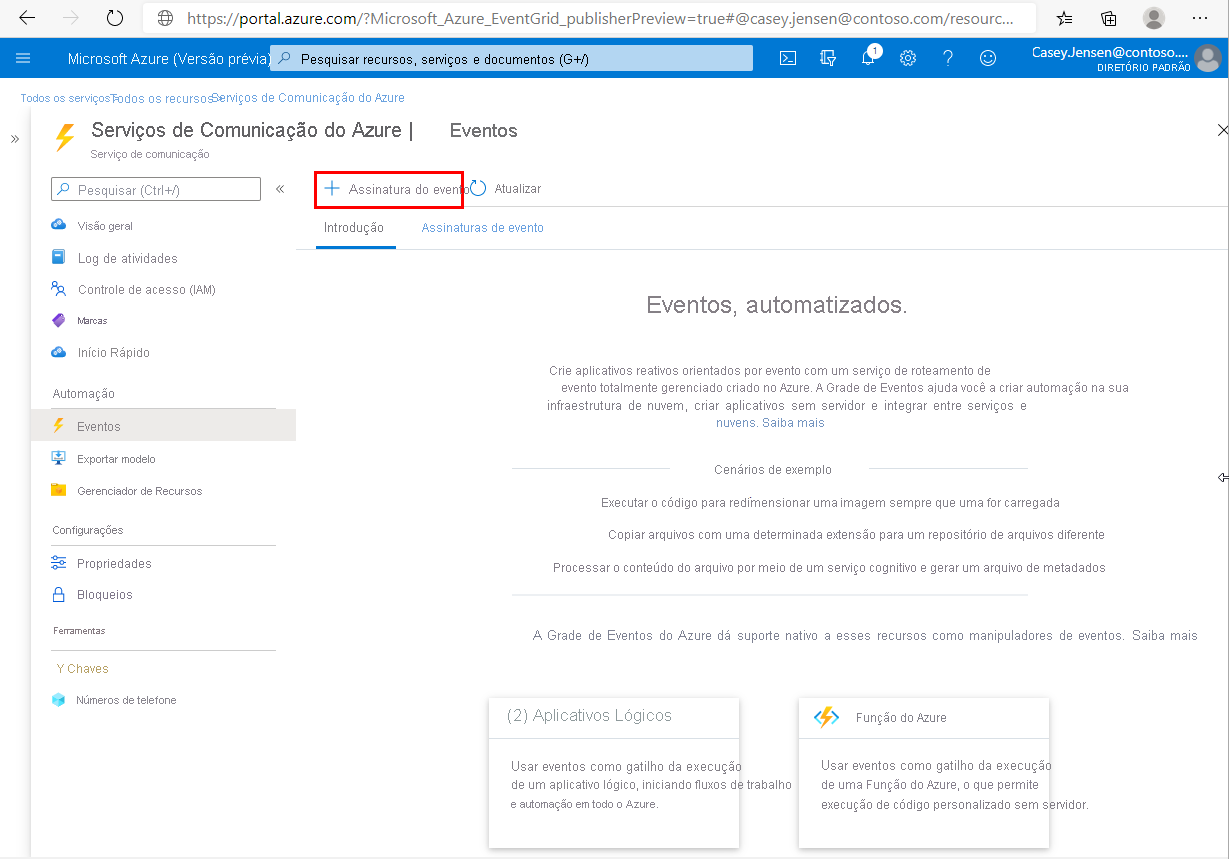 https://portal.azure.com/?Microsoft_Azure_EventGrid_publisherPreview=true#@casey.jensen@contoso.com/resourc...
Microsoft Azure (Versão prévia)
Pesquisar recursos, serviços e documentos (G+/)
1
Casey.Jensen@contoso....
DIRETÓRIO PADRÃO
Todos os serviços > Todos os recursos > Serviços de Comunicação do Azure
Serviços de Comunicação do Azure | Eventos
Serviço de comunicação
Pesquisar (Ctrl+/)
Assinatura do evento
Atualizar
Visão geral
Log de atividades
Controle de acesso (IAM)
Marcas
Início Rápido
Automação
Eventos
Exportar modelo
Gerenciador de Recursos
Configurações
Propriedades
Bloqueios
Ferramentas
Y Chaves
Números de telefone
Introdução
Assinaturas de evento
Eventos, automatizados.
Crie aplicativos reativos orientados por evento com um serviço de roteamento de
evento totalmente gerenciado criado no Azure. A Grade de Eventos ajuda você a criar automação na sua
infraestrutura de nuvem, criar aplicativos sem servidor e integrar entre serviços e
nuvens. Saiba mais
Cenários de exemplo
Executar o código para redimensionar uma imagem sempre que uma for carregada
Copiar arquivos com uma determinada extensão para um repositório de arquivos diferente
Processar o conteúdo do arquivo por meio de um serviço cognitivo e gerar um arquivo de metadados
A Grade de Eventos do Azure dá suporte nativo a esses recursos como manipuladores de eventos. Saiba mais
(2) Aplicativos Lógicos
Usar eventos como gatilho da execução
de um aplicativo lógico, iniciando fluxos de trabalho
e automação em todo o Azure.
Função do Azure
Usar eventos como gatilho da execução
de uma Função do Azure, o que permite
execução de código personalizado sem servidor.